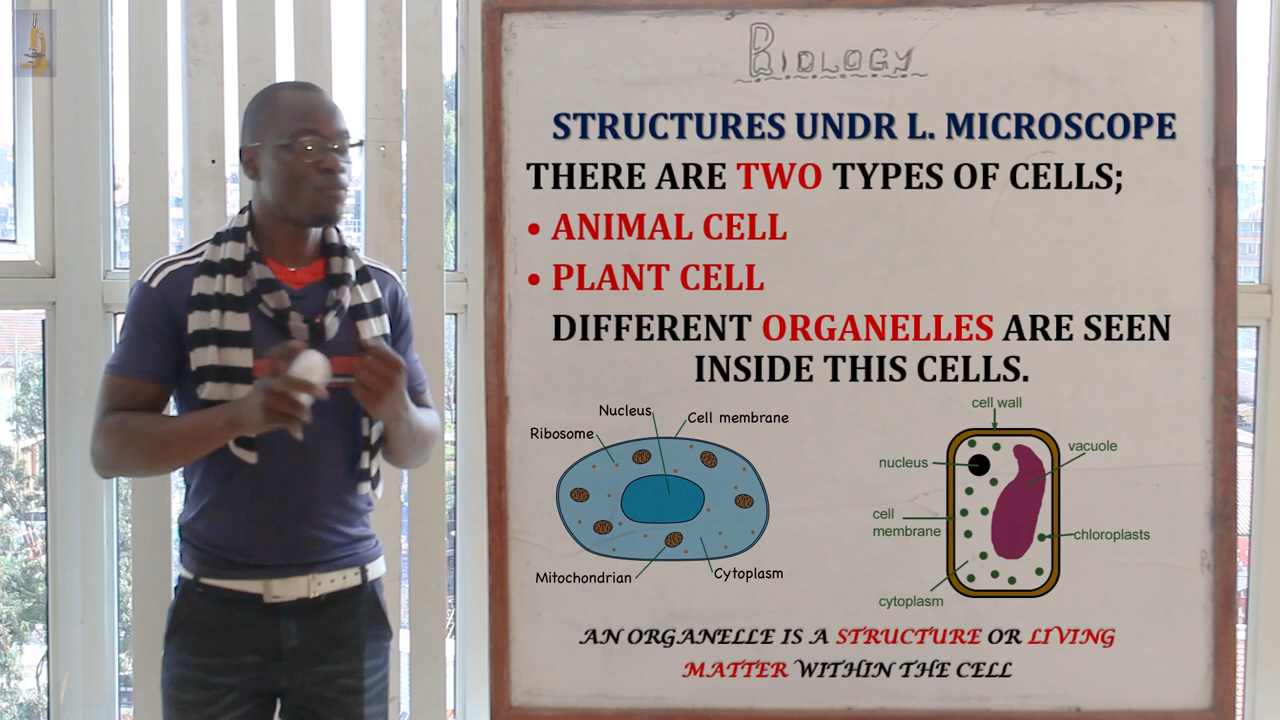 BIOLOGY
STRUCTURES UNDR L. MICROSCOPE
THERE ARE TWO TYPES OF CELLS;
• ANIMAL CELL
• PLANT CELL
DIFFERENT ORGANELLES ARE SEEN
INSIDE THIS CELLS.
Nucleus
Cell membrane
Ribosome
Mitochondrian
Cytoplasm
cell wall
vacuole
nucleus
cell
membrane
chloroplasts
cytoplasm
AN ORGANELLE IS A STRUCTURE OR LIVING
MATTER WITHIN THE CELL